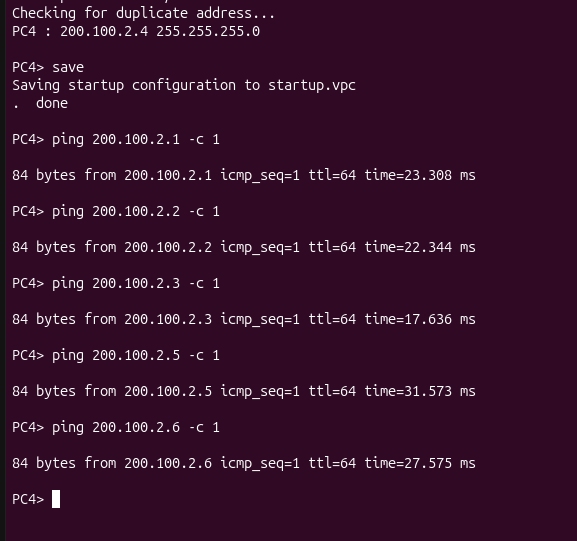 Checking for duplicate address...
PC4 : 200.100.2.4 255.255.255.0
PC4> save
Saving startup configuration to startup.vpc
.  done
PC4> ping 200.100.2.1 -c 1
84 bytes from 200.100.2.1 icmp_seq=1 ttl=64 time=23.308 ms
PC4> ping 200.100.2.2 -c 1
84 bytes from 200.100.2.2 icmp_seq=1 ttl=64 time=22.344 ms
PC4> ping 200.100.2.3 -c 1
84 bytes from 200.100.2.3 icmp_seq=1 ttl=64 time=17.636 ms
PC4> ping 200.100.2.5 -c 1
84 bytes from 200.100.2.5 icmp_seq=1 ttl=64 time=31.573 ms
PC4> ping 200.100.2.6 -c 1
84 bytes from 200.100.2.6 icmp_seq=1 ttl=64 time=27.575 ms
PC4>